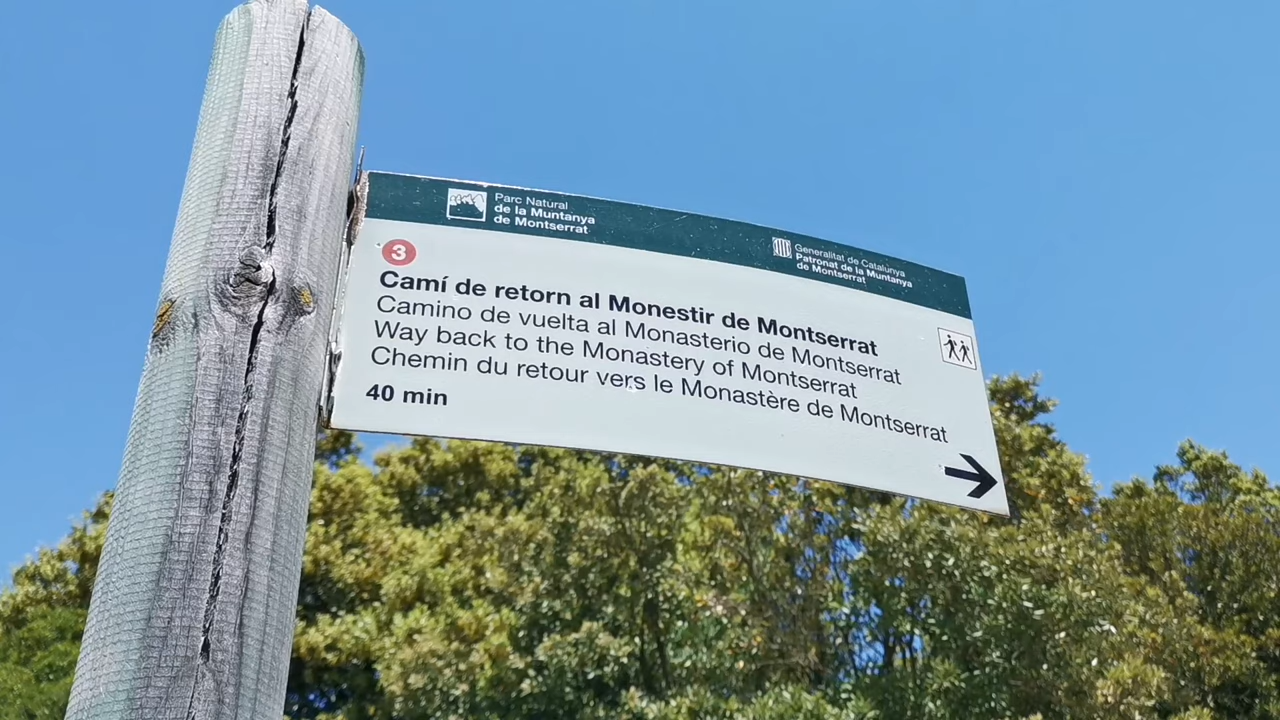 Parc Natural
de la Muntanya
de Montserrat
Generalitat de Catalunya
Patronat de la Muntanya
de Montserrat
3
Camí de retorn al Monestir de Montserrat
Camino de vuelta al Monasterio de Montserrat
Way back to the Monastery of Montserrat
Chemin du retour vers le Monastère de Montserrat
40 min